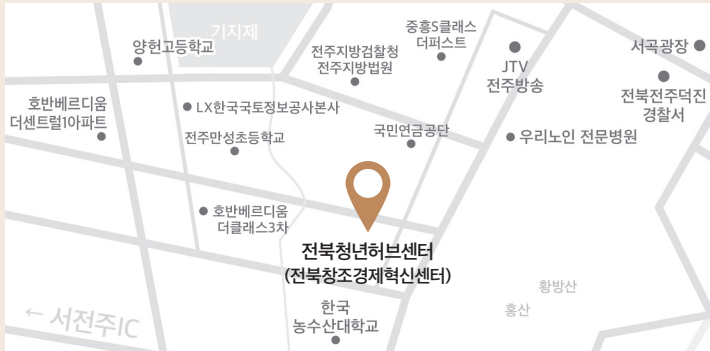 기지제
양현고등학교
중흥S클래스
더퍼스트
전주지방검찰청
전주지방법원
JTV
전주방송
서곡광장
전북전주덕진
경찰서
호반베르디움
더센트럴1아파트
LX한국국토정보공사본사
전주만성초등학교
국민연금공단
우리노인 전문병원
호반베르디움
더클래스3차
전북청년허브센터
(전북창조경제혁신센터)
황방산
홍산
한국
농수산대학교
← 서전주IC